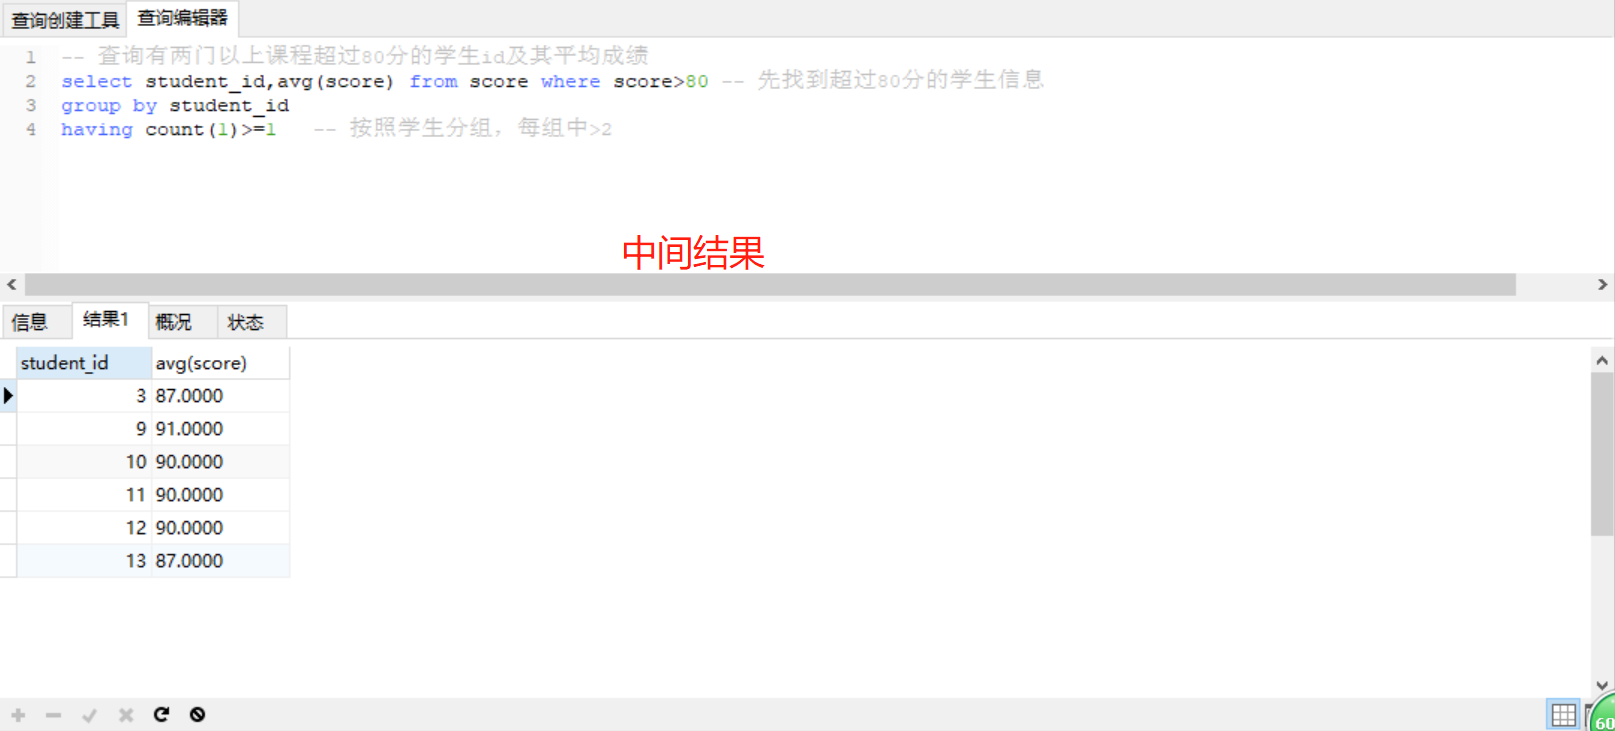 查询创建工具 查询编辑器
1 -- 查询有两门以上课程超过80分的学生id及其平均成绩
2 select student_id,avg(score) from score where score>80 -- 先找到超过80分的学生信息
3 group by student_id
4 having count(1)>=1 -- 按照学生分组，每组中>2
中间结果
信息 结果1 概况 状态
student_id avg(score)
3 87.0000
9 91.0000
10 90.0000
11 90.0000
12 90.0000
13 87.0000
60